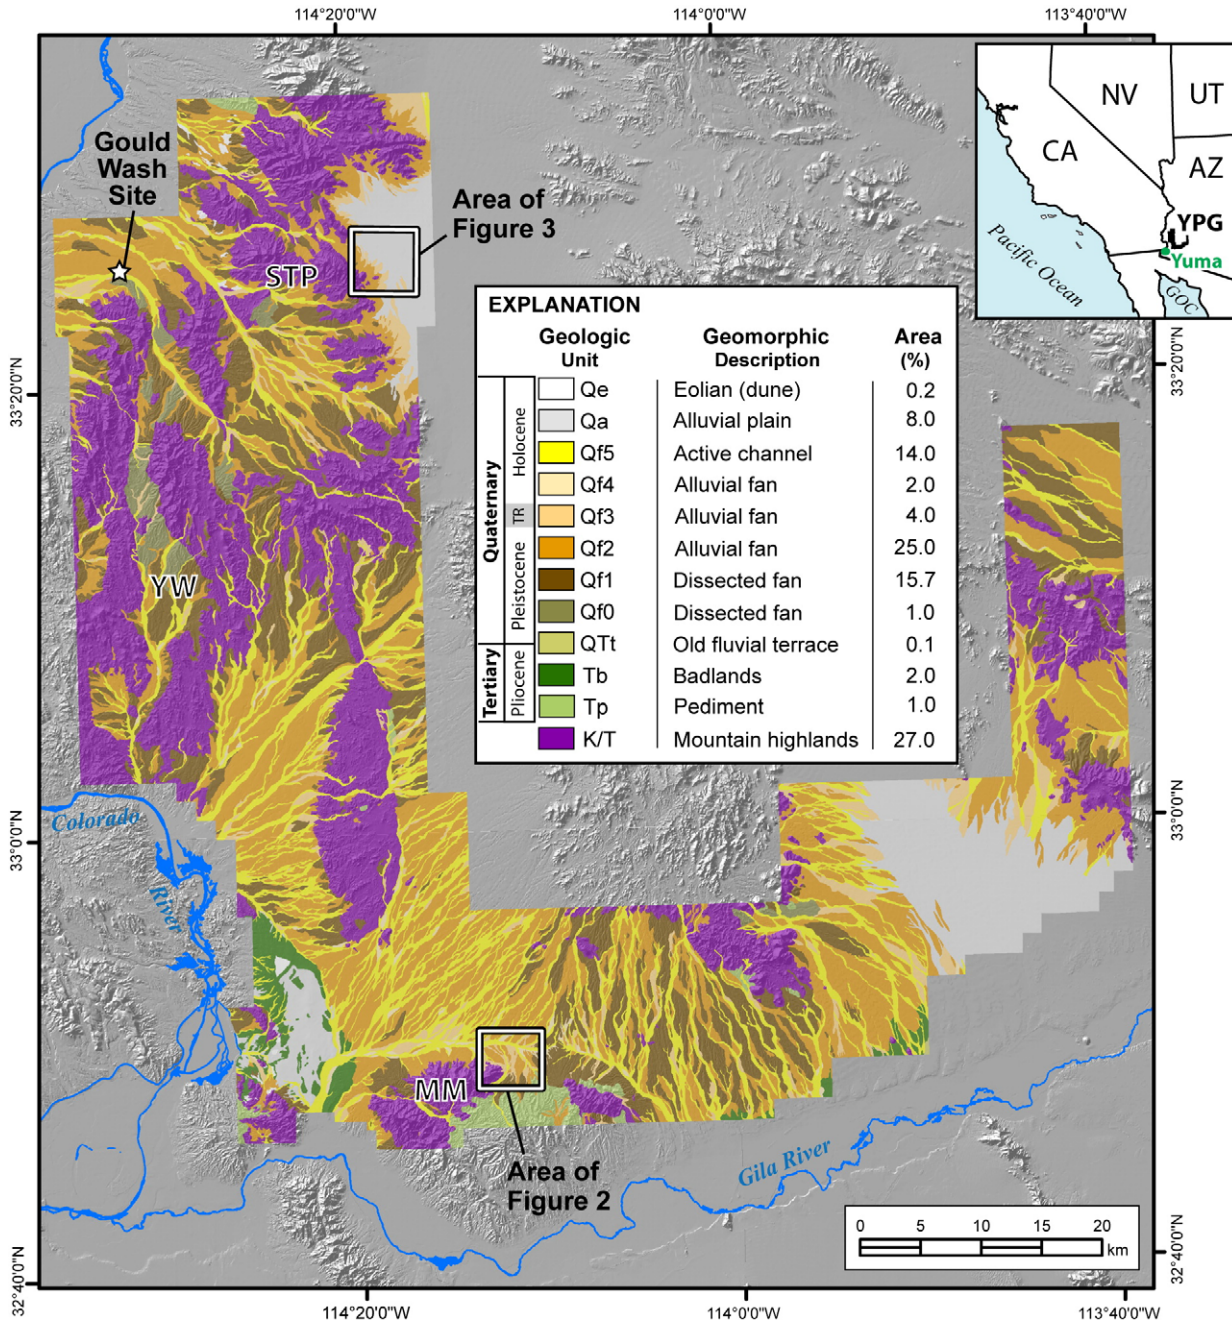 114°20'0"W
114°0'0"W
113°40'0"W
Gould
Wash
Site
Area of
Figure 3
STP
NV
UT
CA
AZ
YPG
Yuma
Pacific Ocean
GOC
33°20'0"N
33°20'0"N
EXPLANATION
Geologic Unit
Geomorphic Description
Area (%)
Quaternary
Holocene
TR
Pleistocene
Tertiary
Pliocene
Qe Eolian (dune) 0.2
Qa Alluvial plain 8.0
Qf5 Active channel 14.0
Qf4 Alluvial fan 2.0
Qf3 Alluvial fan 4.0
Qf2 Alluvial fan 25.0
Qf1 Dissected fan 15.7
Qf0 Dissected fan 1.0
QTt Old fluvial terrace 0.1
Tb Badlands 2.0
Tp Pediment 1.0
K/T Mountain highlands 27.0
YW
33°0'0"N
33°0'0"N
Colorado
River
MM
Area of
Figure 2
Gila River
0 5 10 15 20
km
32°40'0"N
32°40'0"N
114°20'0"W
114°0'0"W
113°40'0"W